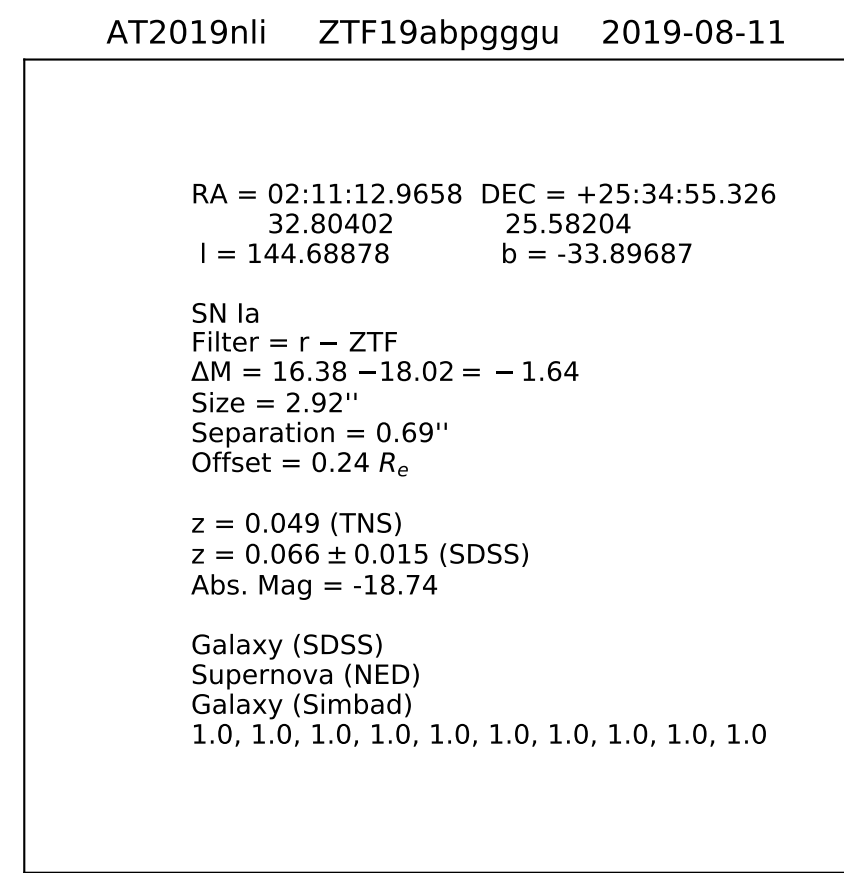 AT2019nli ZTF19abpgggu 2019-08-11
RA = 02:11:12.9658 DEC = +25:34:55.326
32.80402 25.58204
l = 144.68878 b = -33.89687
SN Ia
Filter = r − ZTF
ΔM = 16.38 −18.02 = − 1.64
Size = 2.92''
Separation = 0.69''
Offset = 0.24 Rₑ
z = 0.049 (TNS)
z = 0.066 ± 0.015 (SDSS)
Abs. Mag = -18.74
Galaxy (SDSS)
Supernova (NED)
Galaxy (Simbad)
1.0, 1.0, 1.0, 1.0, 1.0, 1.0, 1.0, 1.0, 1.0, 1.0